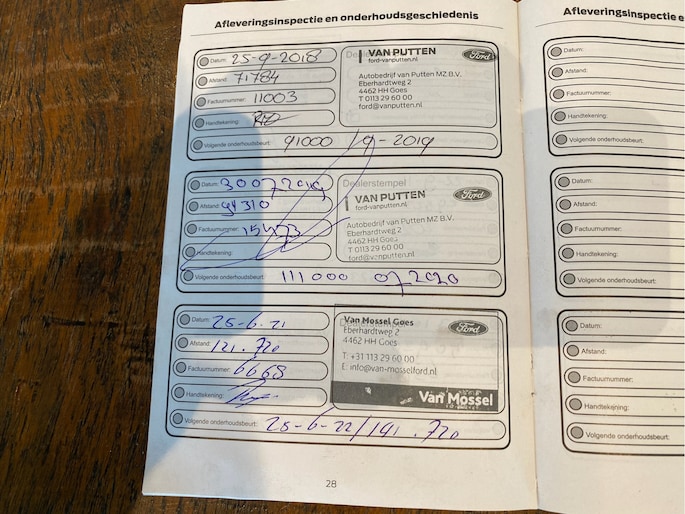 Afleveringsinspectie en onderhoudsgeschiedenis
Datum: 25-9-2018
Afstand: 71784
Factuurnummer: 11003
Handtekening:
Volgende onderhoudsbeurt: 91000 / 9 - 2019
VAN PUTTEN
ford-vanputten.nl
Ford
Autobedrijf van Putten MZ B.V.
Eberhardtweg 2
4462 HH Goes
T 0113 29 60 00
ford@vanputten.nl
Datum: 30072019
Afstand: 94310
Factuurnummer:
Handtekening:
Volgende onderhoudsbeurt: 111000 07 2020
Dealerstempel
VAN PUTTEN
ford-vanputten.nl
Ford
Autobedrijf van Putten MZ B.V.
Eberhardtweg 2
4462 HH Goes
T 0113 29 60 00
ford@vanputten.nl
Datum: 25-6-21
Afstand: 121.720
Factuurnummer: 6668
Handtekening:
Volgende onderhoudsbeurt: 25-6-22/141.720
Van Mossel Goes
Eberhardtweg 2
4462 HH Goes
Ford
T: +31 113 29 60 00
E: info@van-mosselford.nl
Van Mossel
28
Afleveringsinspectie e
Datum:
Afstand:
Factuurnummer:
Handtekening:
Volgende onderhoudsbeurt:
Datum:
Afstand:
Factuurnummer:
Handtekening:
Volgende onderhoudsbeurt:
Datum:
Afstand:
Factuurnummer:
Handtekening:
Volgende onderhoudsbeurt: